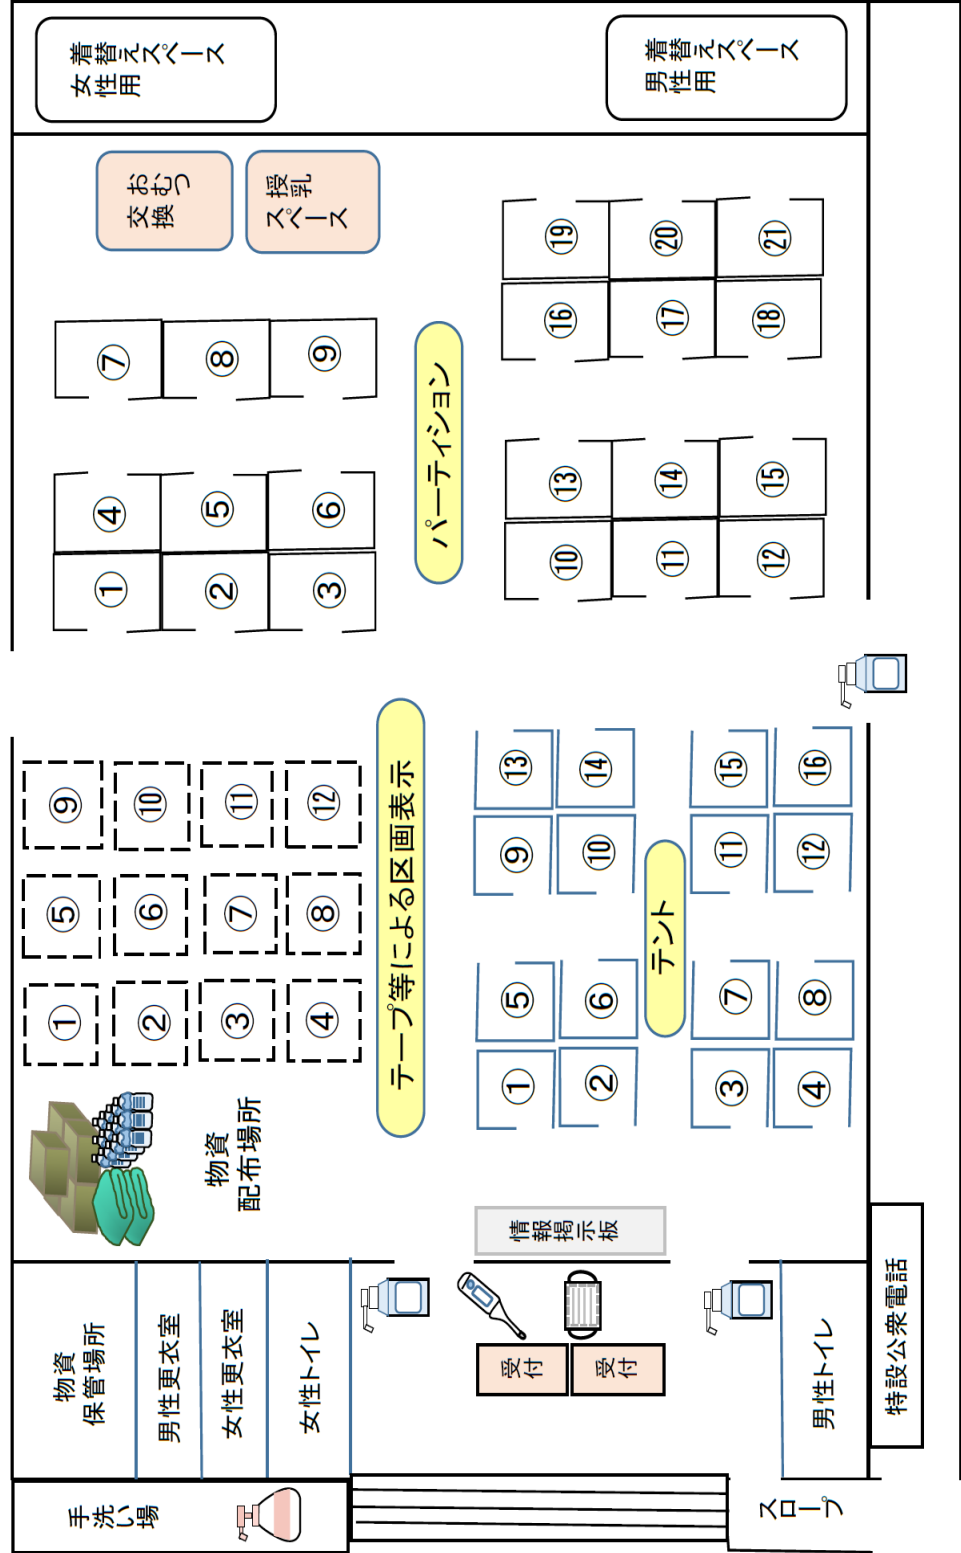 女性用
着替えスペース
男性用
着替えスペース
おむつ
交換
授乳
スペース
⑦
⑧
⑨
④
⑤
⑥
①
②
③
パーティション
⑲
⑳
㉑
⑯
⑰
⑱
⑬
⑭
⑮
⑩
⑪
⑫
⑨
⑩
⑪
⑫
⑤
⑥
⑦
⑧
①
②
③
④
テープ等による区画表示
⑬
⑭
⑮
⑯
⑨
⑩
⑪
⑫
テント
⑤
⑥
⑦
⑧
①
②
③
④
物資
配布場所
情報掲示板
物資
保管場所
男性更衣室
女性更衣室
女性トイレ
受付
受付
男性トイレ
特設公衆電話
手洗い場
スロープ